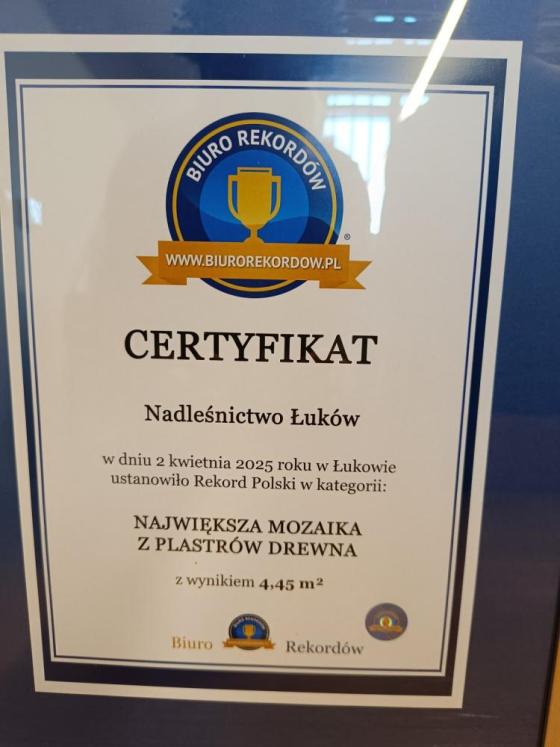 BIURO REKORDÓW
®
WWW.BIUROREKORDOW.PL
CERTYFIKAT
Nadleśnictwo Łuków
w dniu 2 kwietnia 2025 roku w Łukowie
ustanowiło Rekord Polski w kategorii:
NAJWIĘKSZA MOZAIKA
Z PLASTRÓW DREWNA
z wynikiem 4,45 m²
Biuro Rekordów